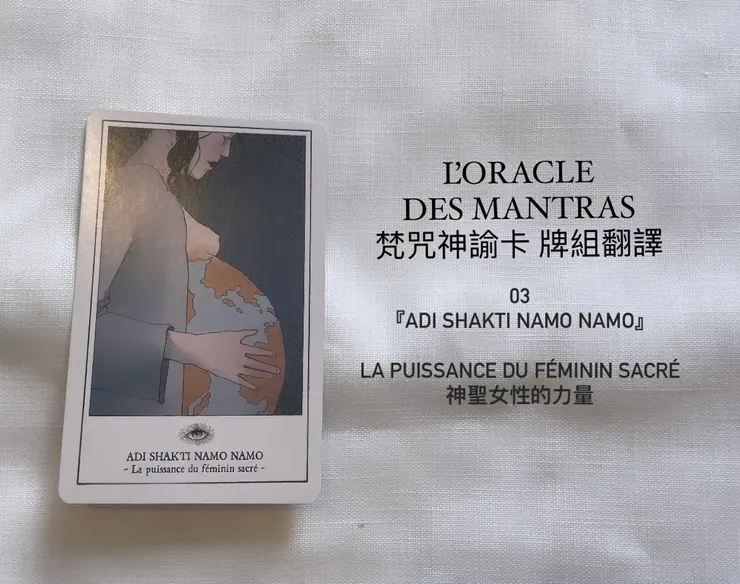 L'ORACLE
DES MANTRAS
梵咒神諭卡 牌組翻譯
03
『ADI SHAKTI NAMO NAMO』
LA PUISSANCE DU FÉMININ SACRÉ
神聖女性的力量
ADI SHAKTI NAMO NAMO
- La puissance du féminin sacré -